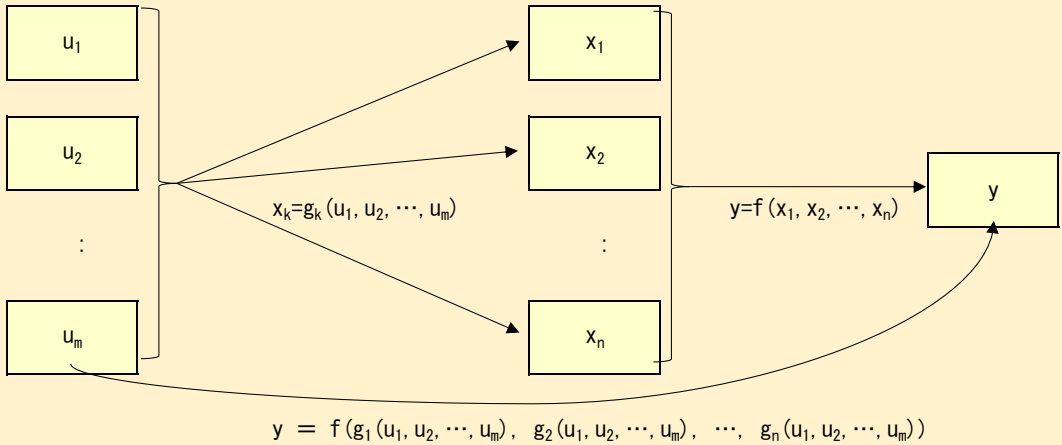 u₁
x₁
u₂
x₂
y
xₖ=gₖ(u₁,u₂,…,uₘ)
y=f(x₁,x₂,…,xₙ)
:
:
uₘ
xₙ
y = f(g₁(u₁,u₂,…,uₘ), g₂(u₁,u₂,…,uₘ), …, gₙ(u₁,u₂,…,uₘ))